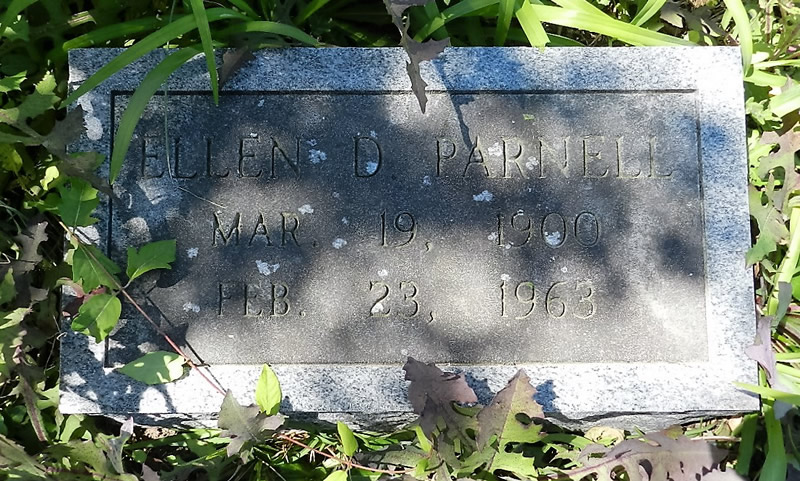 ELLEN D. PARNELL
MAR. 19, 1900
FEB. 23, 1963